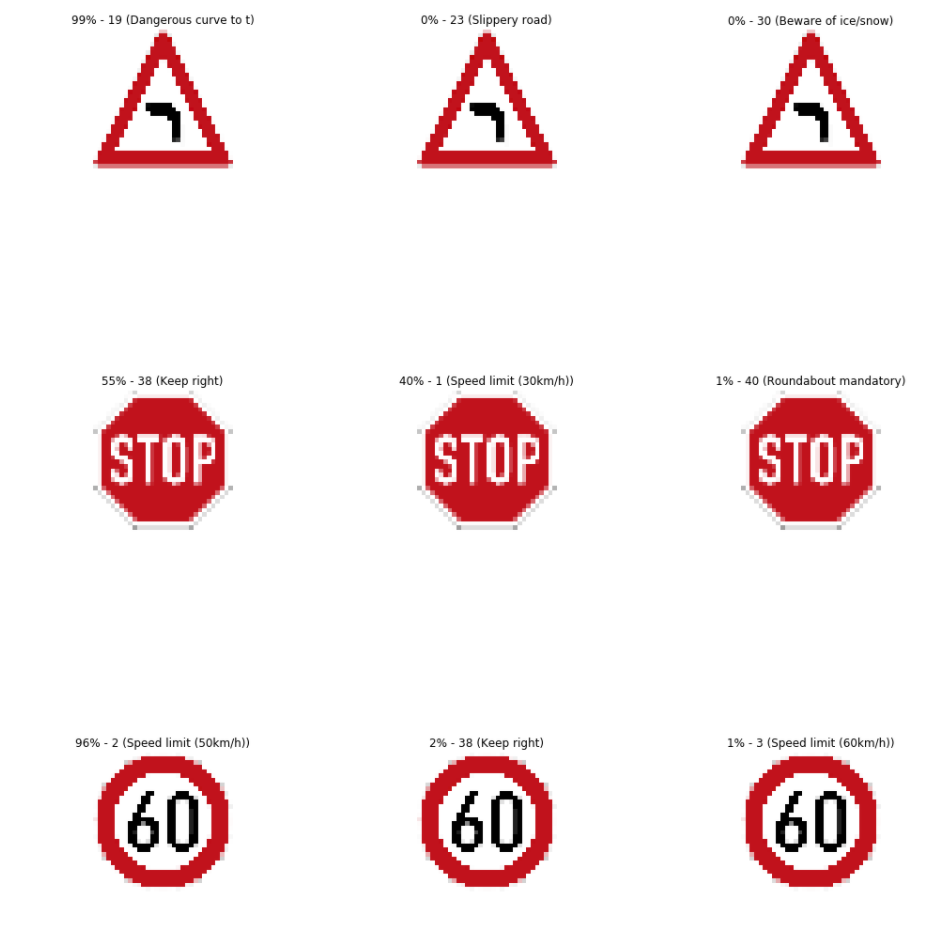 99% - 19 (Dangerous curve to t)
0% - 23 (Slippery road)
0% - 30 (Beware of ice/snow)
55% - 38 (Keep right)
40% - 1 (Speed limit (30km/h))
1% - 40 (Roundabout mandatory)
STOP
STOP
STOP
96% - 2 (Speed limit (50km/h))
2% - 38 (Keep right)
1% - 3 (Speed limit (60km/h))
60
60
60